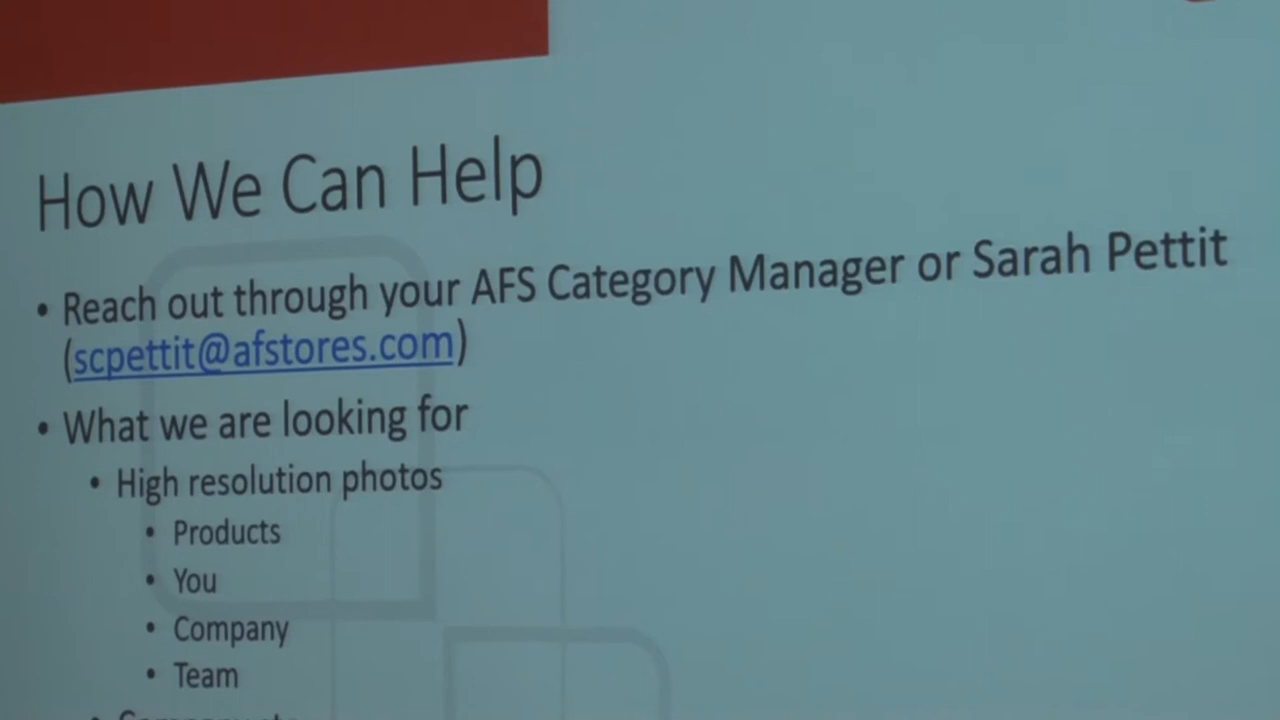 How We Can Help
• Reach out through your AFS Category Manager or Sarah Pettit
(scpettit@afstores.com)
• What we are looking for
• High resolution photos
• Products
• You
• Company
• Team